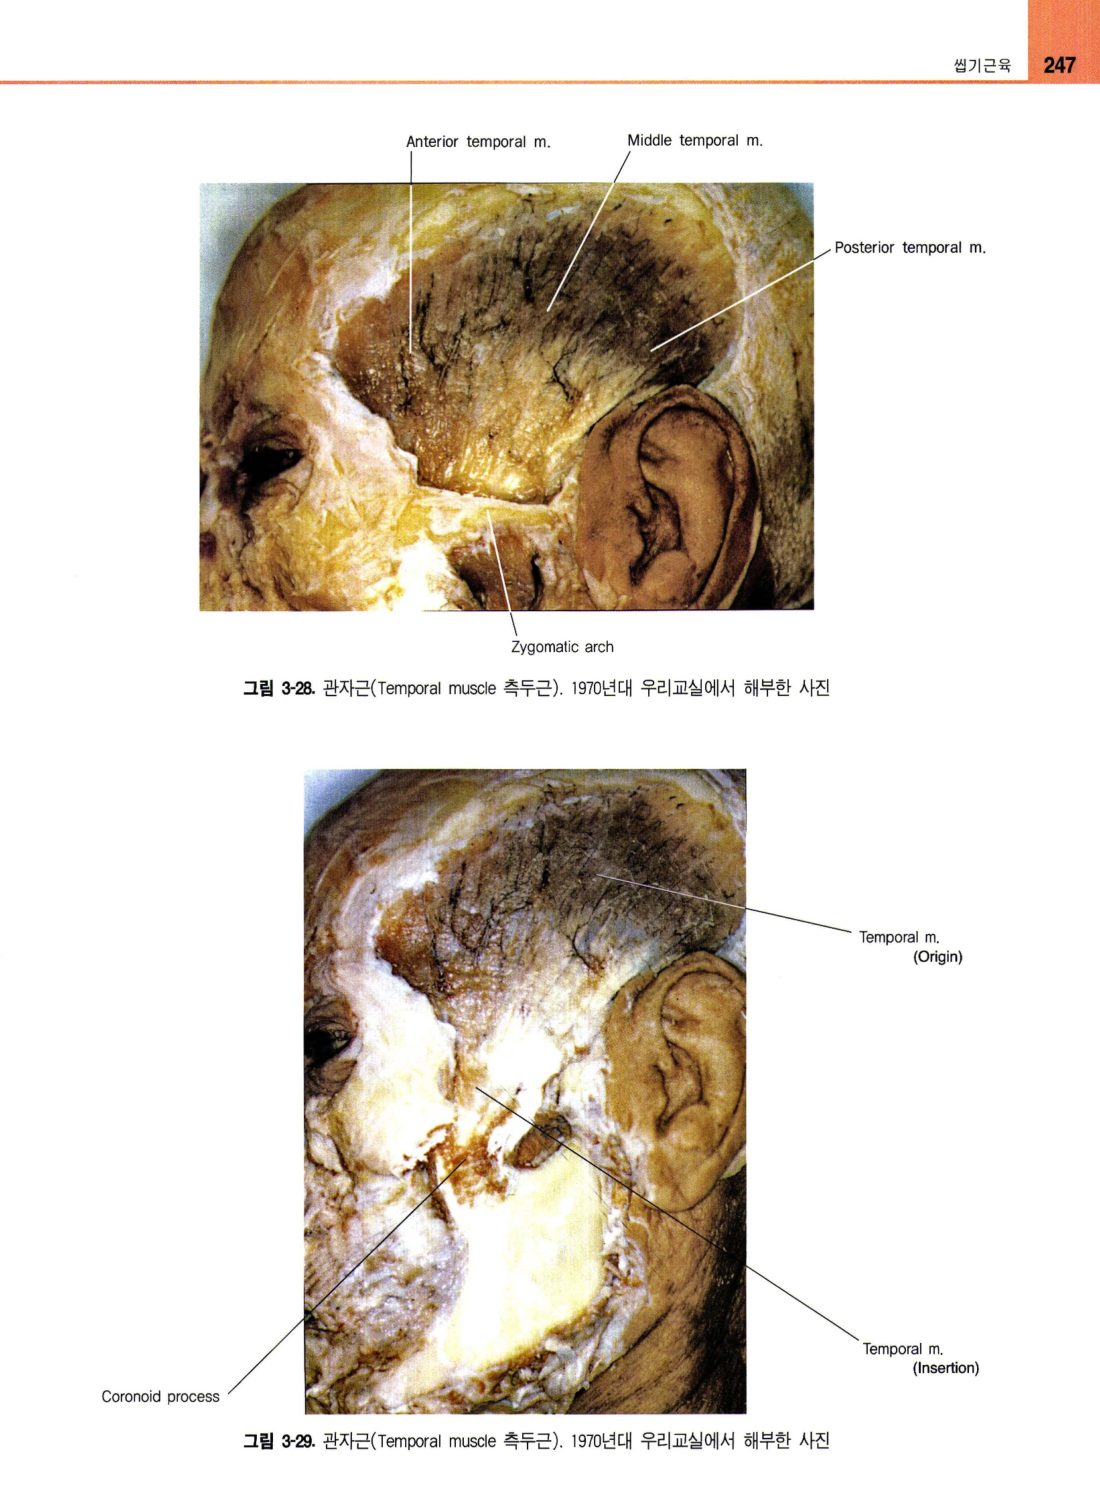 씹기근육 247
Anterior temporal m.
Middle temporal m.
Posterior temporal m.
Zygomatic arch
그림 3-28. 관자근(Temporal muscle 측두근). 1970년대 우리교실에서 해부한 사진
Temporal m.
(Origin)
Temporal m.
(Insertion)
Coronoid process
그림 3-29. 관자근(Temporal muscle 측두근). 1970년대 우리교실에서 해부한 사진